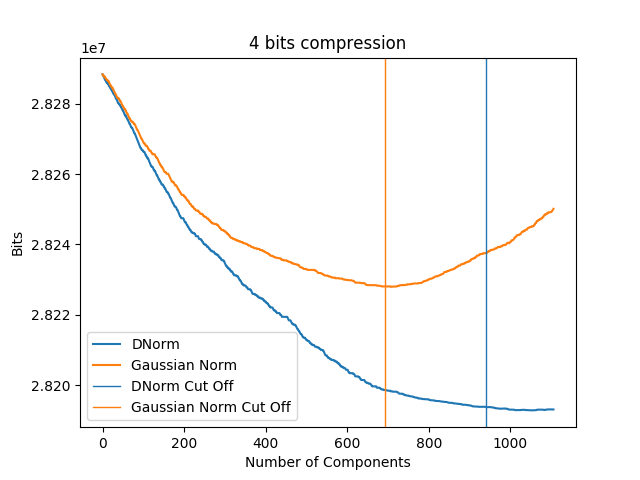 4 bits compression
1e7
2.828
2.826
2.824
2.822
2.820
Bits
DNorm
Gaussian Norm
DNorm Cut Off
Gaussian Norm Cut Off
0 200 400 600 800 1000
Number of Components